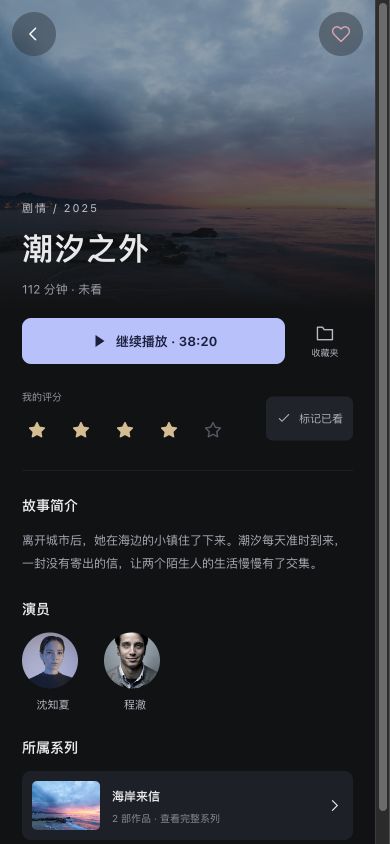 剧情 / 2025
潮汐之外
112 分钟 · 未看
继续播放 · 38:20
收藏夹
我的评分
标记已看
故事简介
离开城市后，她在海边的小镇住了下来。潮汐每天准时到来，
一封没有寄出的信，让两个陌生人的生活慢慢有了交集。
演员
沈知夏
程澈
所属系列
海岸来信
2 部作品 · 查看完整系列